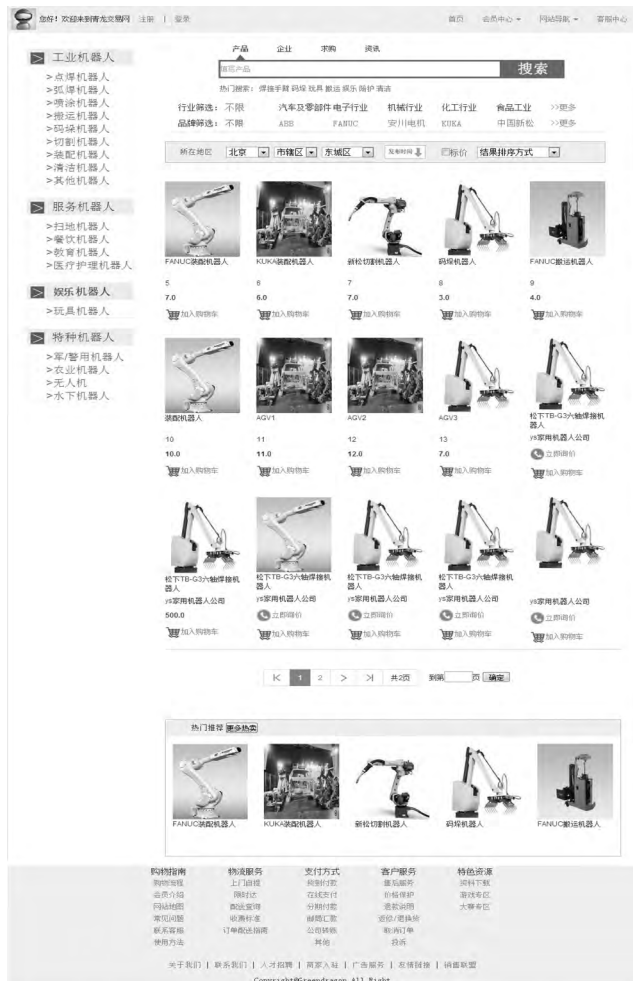 您好！欢迎来到青龙交易网 注册 | 登录 首页 会员中心 网站导航 客服中心
产品 企业 求购 资讯
搜索
热门搜索： 焊接手臂 码垛 玩具 搬运 娱乐 陪护 清洁
行业筛选： 不限 汽车及零部件 电子行业 机械行业 化工行业 食品工业 >>更多
品牌筛选： 不限 ABB FANUC 安川电机 KUKA 中国新松 >>更多
所在地区 北京 市辖区 东城区 发布时间 标价 结果排序方式
工业机器人
>点焊机器人
>弧焊机器人
>喷涂机器人
>搬运机器人
>码垛机器人
>切割机器人
>装配机器人
>清洁机器人
>其他机器人
服务机器人
>扫地机器人
>餐饮机器人
>教育机器人
>医疗护理机器人
娱乐机器人
>玩具机器人
特种机器人
>军/警用机器人
>农业机器人
>无人机
>水下机器人
FANUC装配机器人 KUKA装配机器人 新松切割机器人 码垛机器人 FANUC搬运机器人
5 6 7 8 9
7.0 6.0 7.0 3.0 4.0
加入购物车 加入购物车 加入购物车 加入购物车 加入购物车
装配机器人 AGV1 AGV2 AGV3 松下TB-G3六轴焊接机器人
10 11 12 13 ys家用机器人公司
10.0 11.0 12.0 7.0 立即询价
加入购物车 加入购物车 加入购物车 加入购物车 加入购物车
松下TB-G3六轴焊接机器人 松下TB-G3六轴焊接机器人 松下TB-G3六轴焊接机器人 松下TB-G3六轴焊接机器人
ys家用机器人公司 ys家用机器人公司 ys家用机器人公司 ys家用机器人公司 ys家用机器人公司
500.0 立即询价 立即询价 立即询价 立即询价
加入购物车 加入购物车 加入购物车 加入购物车 加入购物车
1 2 > 共2页 到第 页 确定
热门推荐 更多热卖
FANUC装配机器人 KUKA装配机器人 新松切割机器人 码垛机器人 FANUC搬运机器人
购物指南 物流服务 支付方式 客户服务 特色资源
购物流程 上门自提 货到付款 售后服务 资料下载
会员介绍 限时达 在线支付 价格保护 游戏专区
网站地图 配送查询 分期付款 退款说明 大赛专区
常见问题 收费标准 邮局汇款 返修/退换货
联系客服 订单配送指南 公司转账 取消订单
使用方法 其他 投诉
关于我们 | 联系我们 | 人才招聘 | 商家入驻 | 广告服务 | 友情链接 | 销售联盟
Copyright@Greendragon All Right